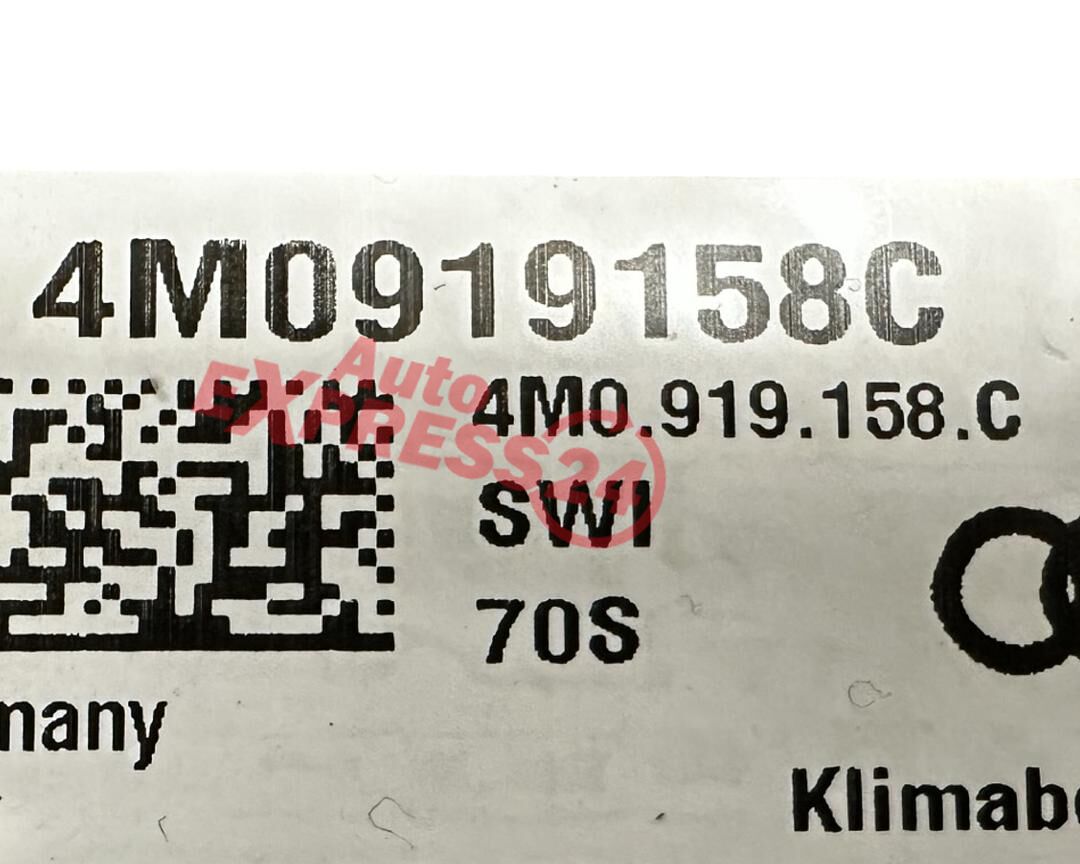 4M0919158C
Auto
EXPRESS24
4M0.919.158.C
SWI
70S
many
Klimab